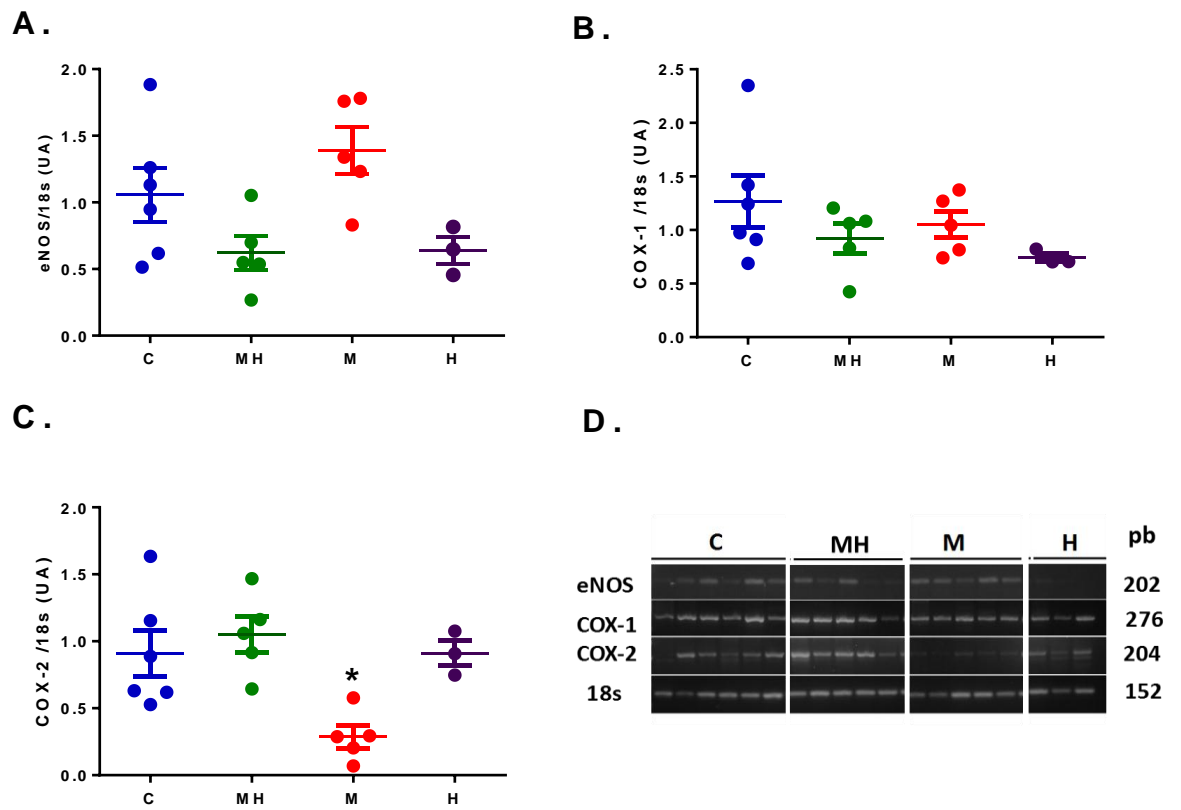 A.
2.0
1.5
1.0
0.5
0.0
eNOS/18s (UA)
C MH M H
B.
2.5
2.0
1.5
1.0
0.5
0.0
COX-1 /18s (UA)
C MH M H
C.
2.0
1.5
1.0
0.5
0.0
COX-2 /18s (UA)
*
C MH M H
D.
C MH M H pb
eNOS 202
COX-1 276
COX-2 204
18s 152